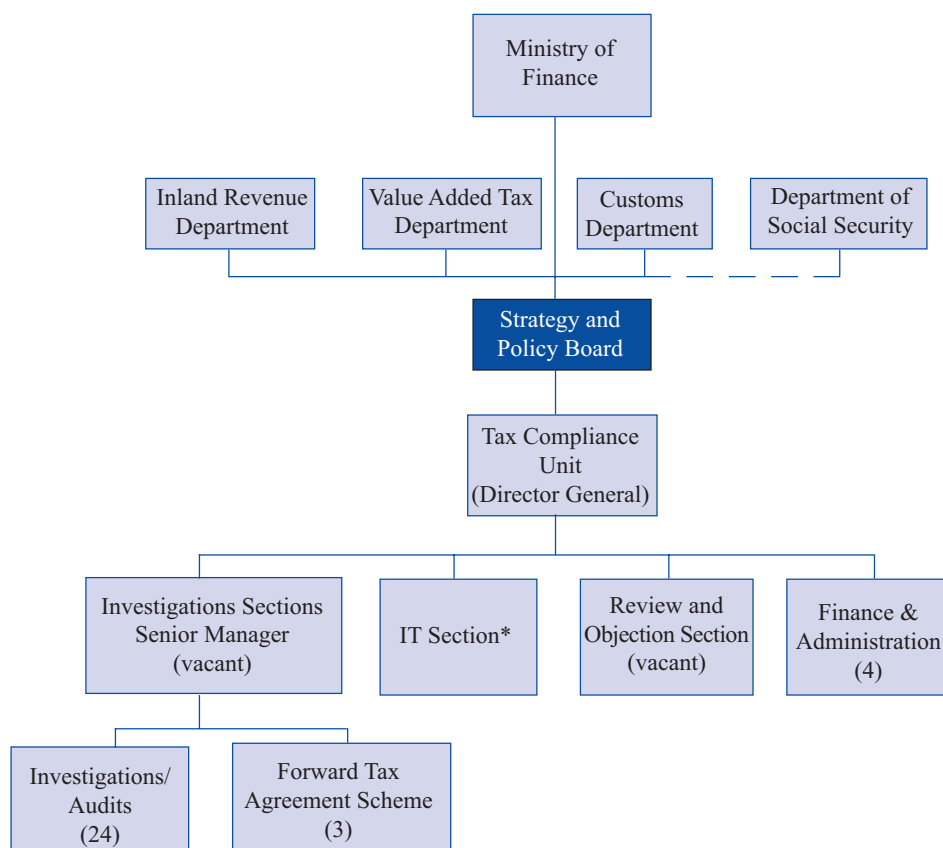 Ministry of
Finance
Inland Revenue
Department
Value Added Tax
Department
Customs
Department
Department of
Social Security
Strategy and
Policy Board
Tax Compliance
Unit
(Director General)
Investigations Sections
Senior Manager
(vacant)
IT Section*
Review and
Objection Section
(vacant)
Finance &
Administration
(4)
Investigations/
Audits
(24)
Forward Tax
Agreement Scheme
(3)